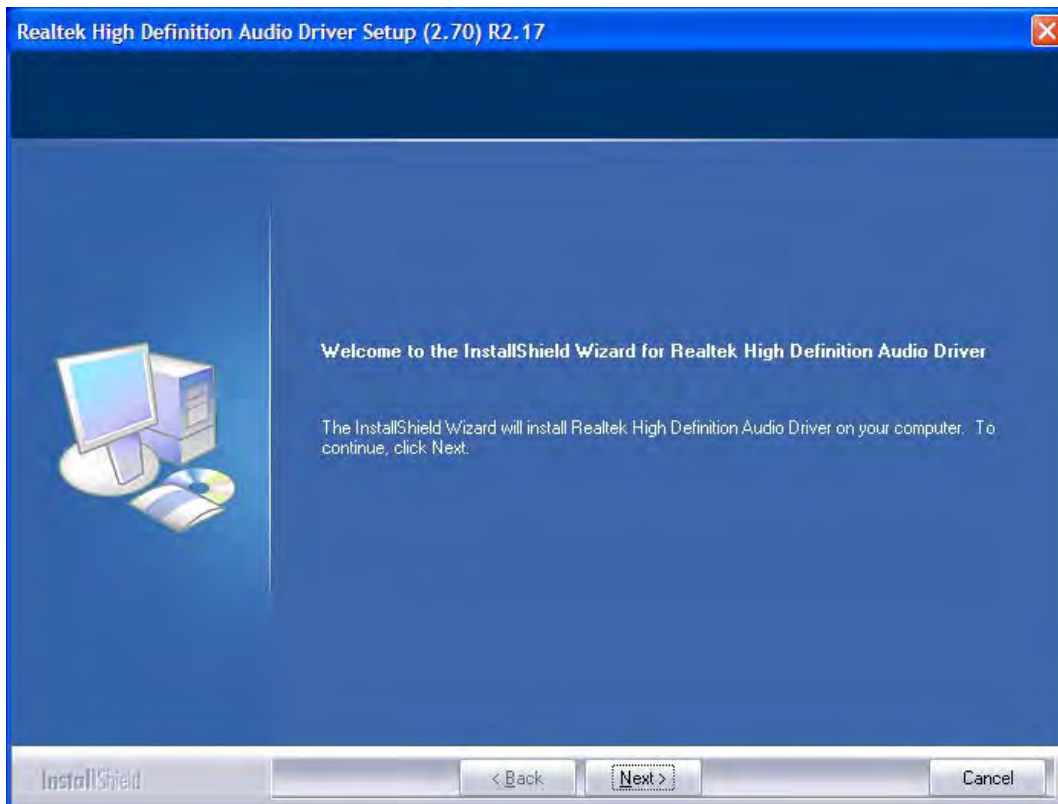 Realtek High Definition Audio Driver Setup (2.70) R2.17
Welcome to the InstallShield Wizard for Realtek High Definition Audio Driver
The InstallShield Wizard will install Realtek High Definition Audio Driver on your computer. To
continue, click Next.
InstallShield
< Back
Next >
Cancel